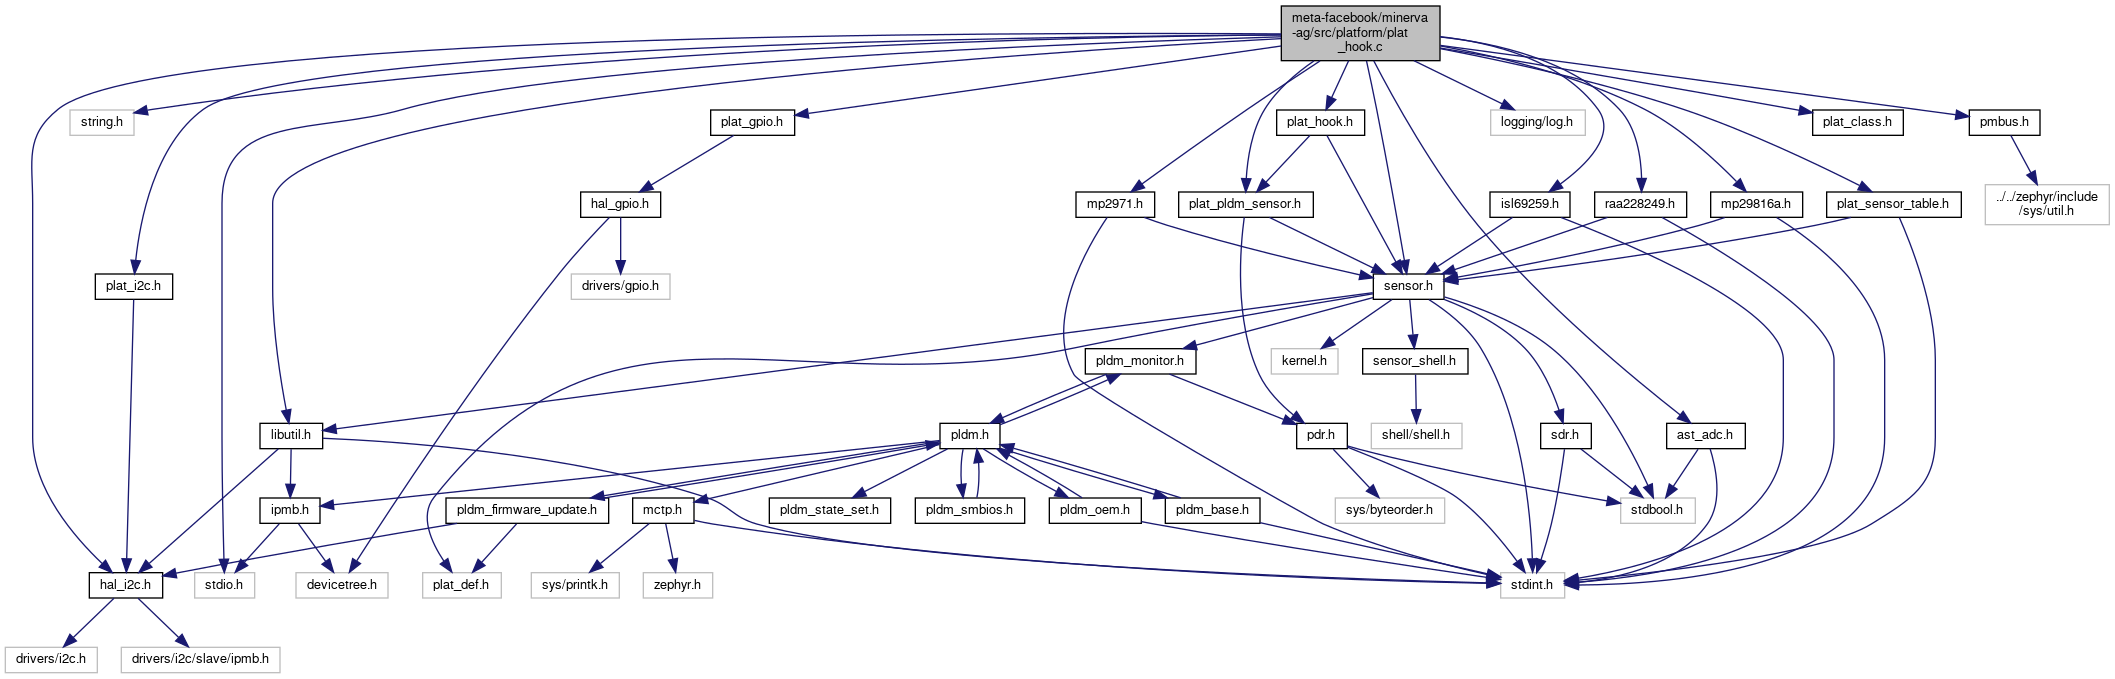 meta-facebook/minerva
-ag/src/platform/plat
_hook.c
string.h
plat_gpio.h
plat_hook.h
logging/log.h
plat_class.h
pmbus.h
hal_gpio.h
mp2971.h
plat_pldm_sensor.h
isl69259.h
raa228249.h
mp29816a.h
plat_sensor_table.h
../../zephyr/include
/sys/util.h
plat_i2c.h
drivers/gpio.h
sensor.h
pldm_monitor.h
kernel.h
sensor_shell.h
libutil.h
pldm.h
pdr.h
shell/shell.h
sdr.h
ast_adc.h
ipmb.h
pldm_firmware_update.h
mctp.h
pldm_state_set.h
pldm_smbios.h
pldm_oem.h
pldm_base.h
sys/byteorder.h
stdbool.h
hal_i2c.h
stdio.h
devicetree.h
plat_def.h
sys/printk.h
zephyr.h
stdint.h
drivers/i2c.h
drivers/i2c/slave/ipmb.h